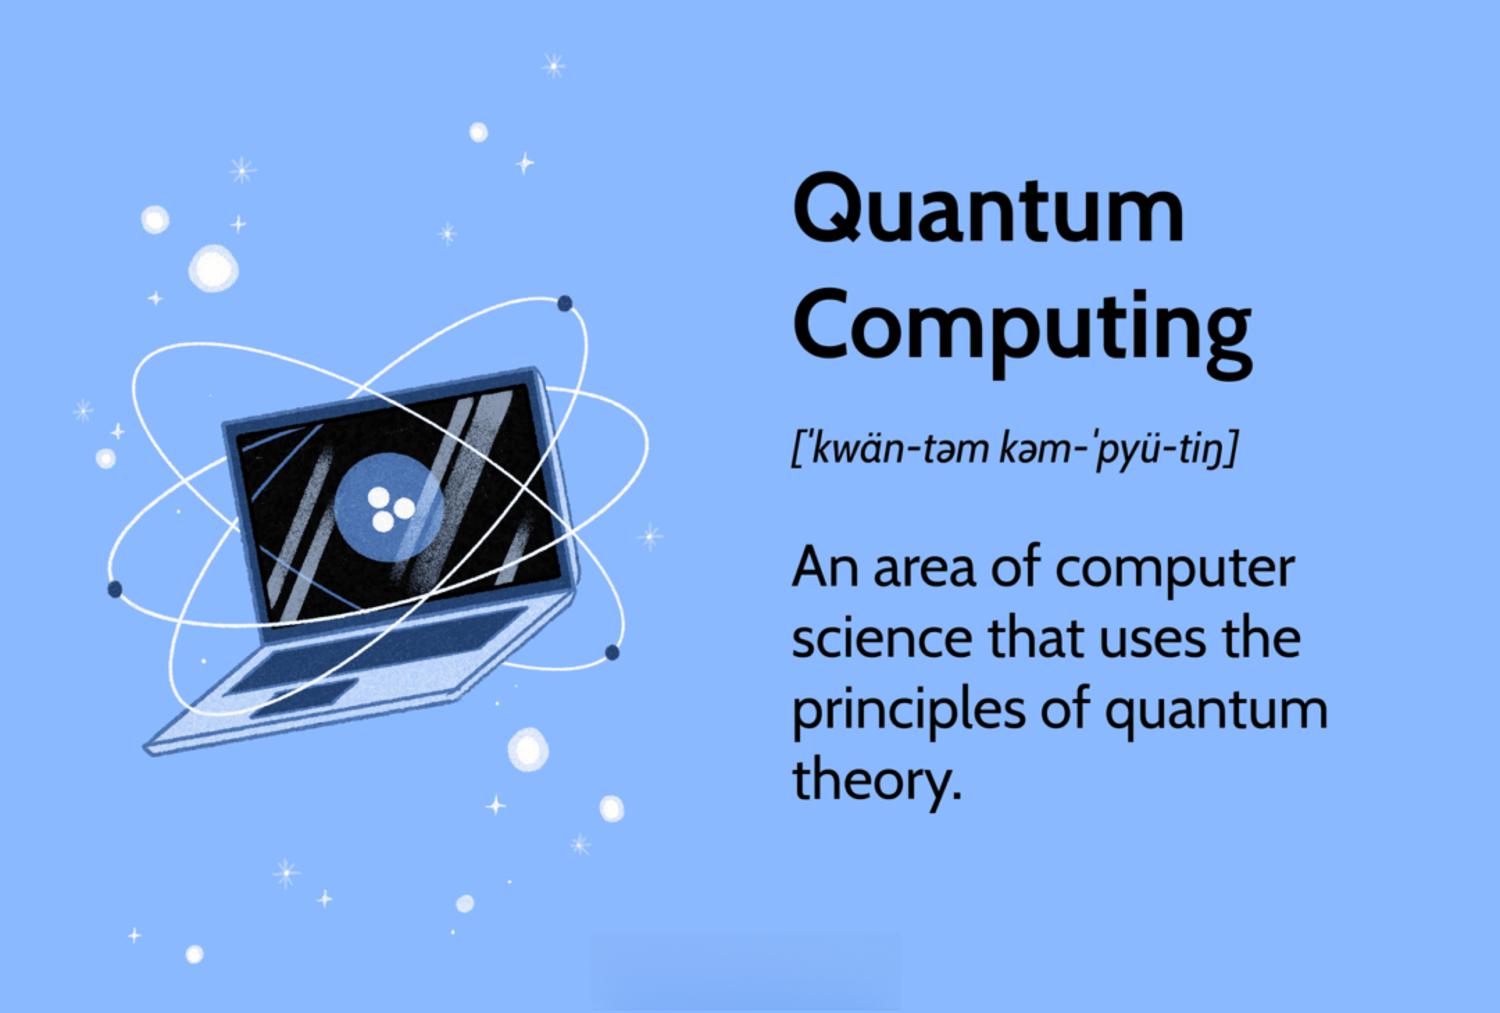 Quantum
Computing
[ˈkwän-təm kəm-ˈpyü-tiŋ]
An area of computer
science that uses the
principles of quantum
theory.